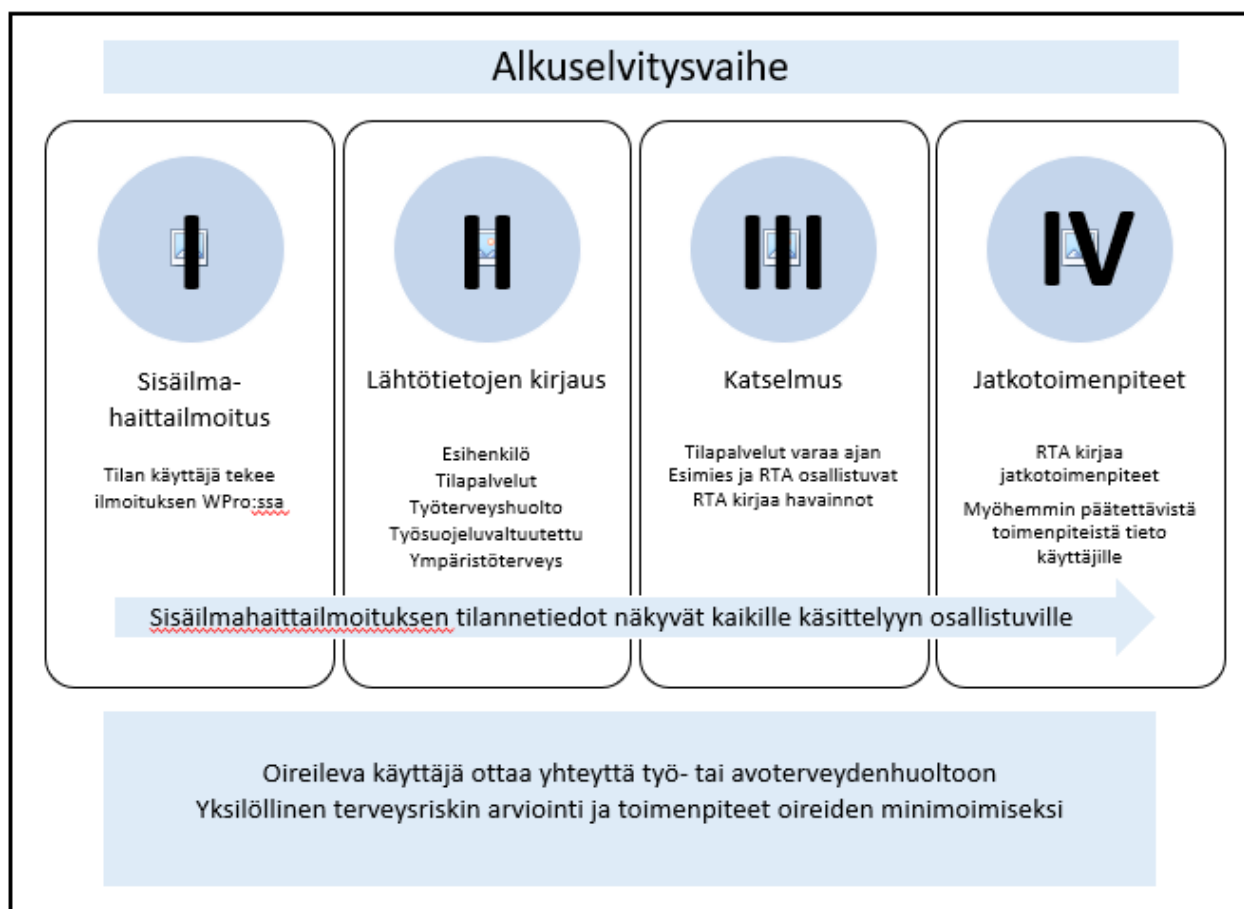 Alkuselvitysvaihe
I
Sisäilma-
haittailmoitus
Tilan käyttäjä tekee
ilmoituksen WPro:ssa
II
Lähtötietojen kirjaus
Esihenkilö
Tilapalvelut
Työterveyshuolto
Työsuojeluvaltuutettu
Ympäristöterveys
III
Katselmus
Tilapalvelut varaa ajan
Esimies ja RTA osallistuvat
RTA kirjaa havainnot
IV
Jatkotoimenpiteet
RTA kirjaa
jatkotoimenpiteet
Myöhemmin päätettävistä
toimenpiteistä tieto
käyttäjille
Sisäilmahaittailmoituksen tilannetiedot näkyvät kaikille käsittelyyn osallistuville
Oireileva käyttäjä ottaa yhteyttä työ- tai avoterveydenhuoltoon
Yksilöllinen terveysriskin arviointi ja toimenpiteet oireiden minimoimiseksi